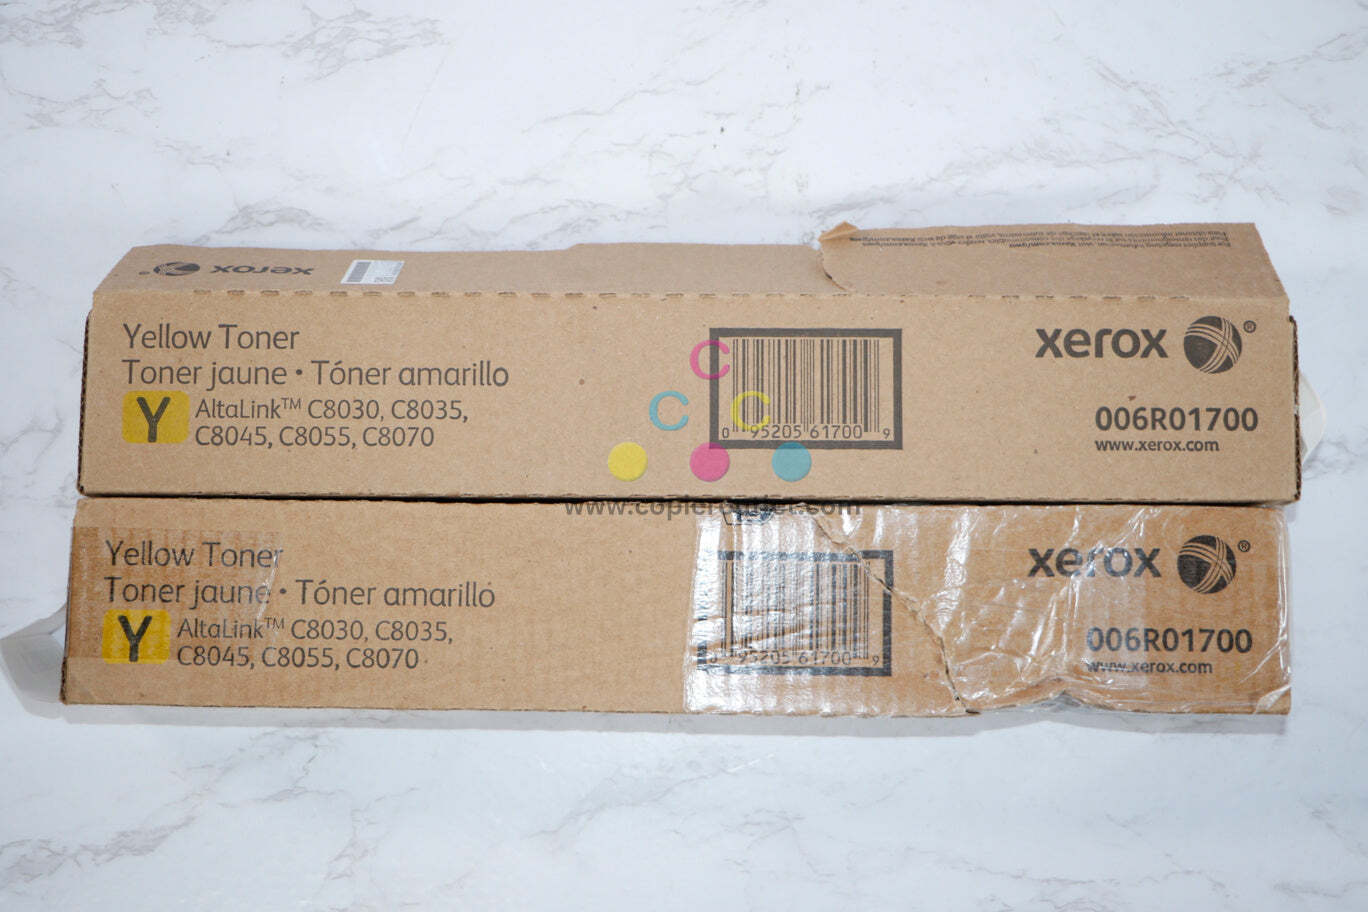 xerox
Yellow Toner
Toner jaune • Tóner amarillo
Y
AltaLink™ C8030, C8035,
C8045, C8055, C8070
0 95205 61700 9
xerox®
006R01700
www.xerox.com
C
C C
www.copieroutlet.com
Yellow Toner
Toner jaune • Tóner amarillo
Y
AltaLink™ C8030, C8035,
C8045, C8055, C8070
0 95205 61700 9
xerox®
006R01700
www.xerox.com